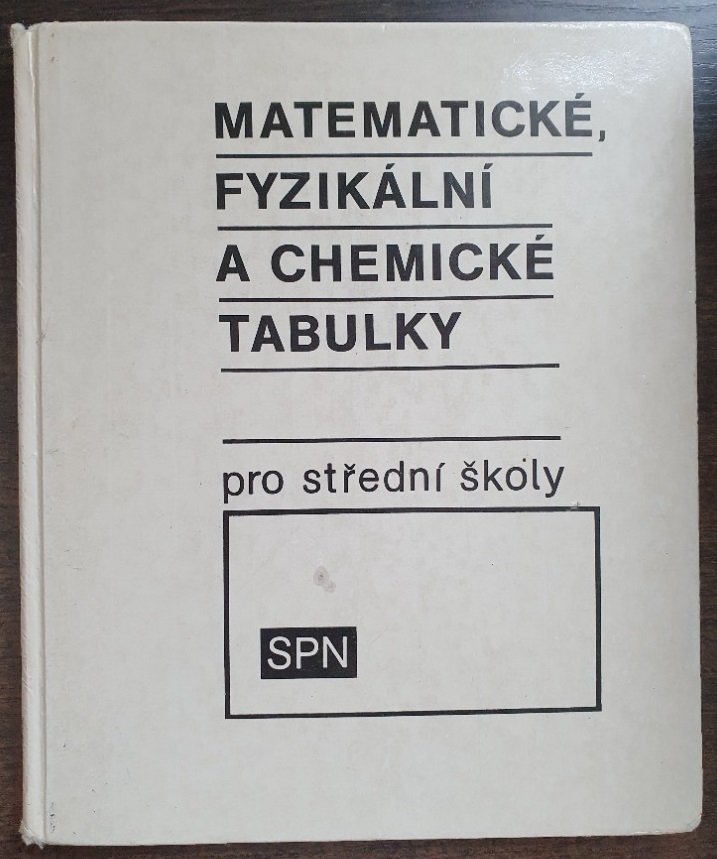 MATEMATICKÉ,
FYZIKÁLNÍ
A CHEMICKÉ
TABULKY
pro střední školy
SPN